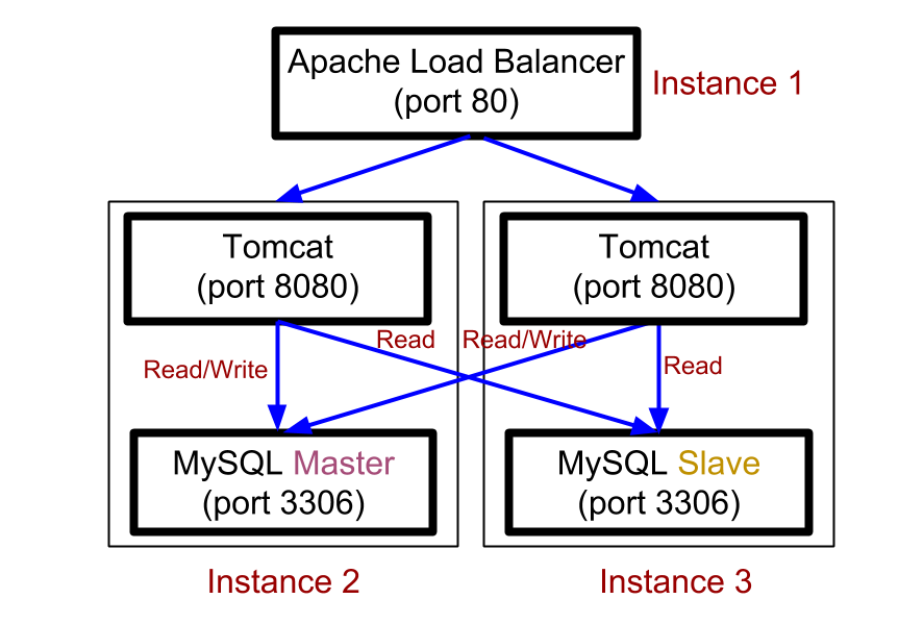 Apache Load Balancer
(port 80)
Instance 1
Tomcat
(port 8080)
Tomcat
(port 8080)
Read/Write
Read
Read/Write
Read
MySQL Master
(port 3306)
MySQL Slave
(port 3306)
Instance 2
Instance 3